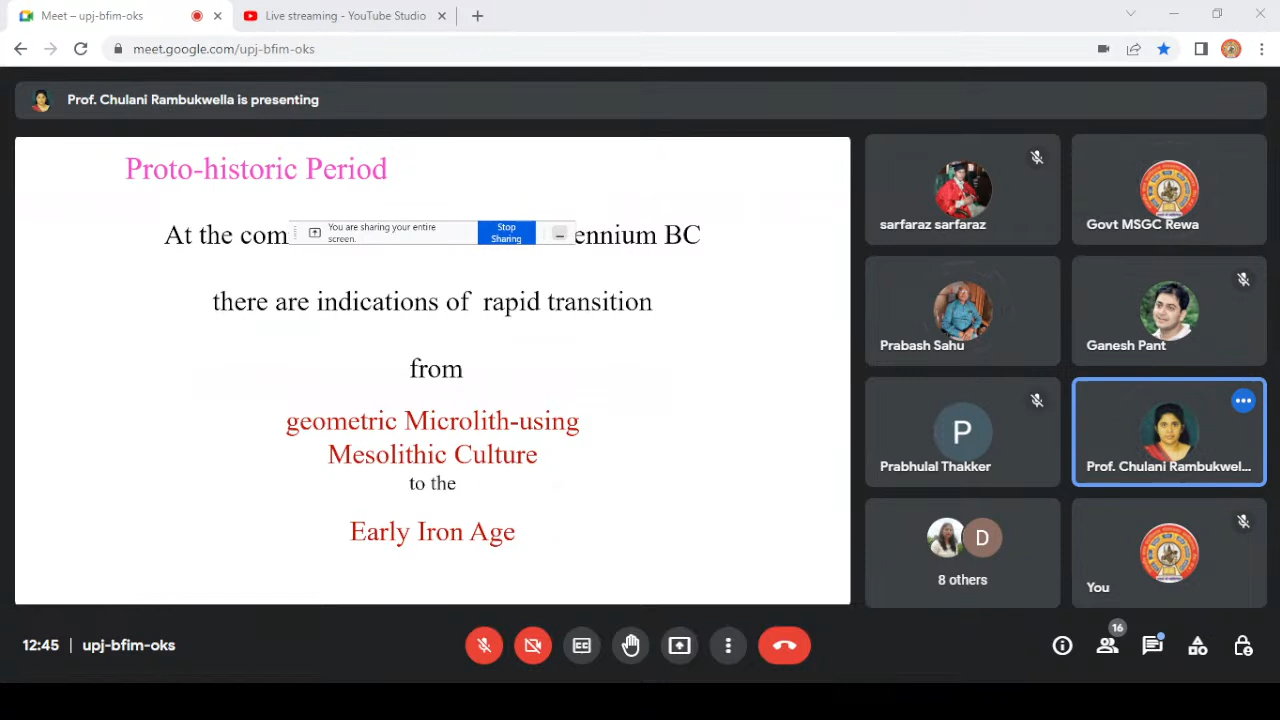 Meet – upj-bfim-oks
Live streaming - YouTube Studio
meet.google.com/upj-bfim-oks
Prof. Chulani Rambukwella is presenting
Proto-historic Period
At the com
You are sharing your entire
screen.
Stop
Sharing
ennium BC
there are indications of rapid transition
from
geometric Microlith-using
Mesolithic Culture
to the
Early Iron Age
sarfaraz sarfaraz
Govt MSGC Rewa
Prabash Sahu
Ganesh Pant
P
Prabhulal Thakker
Prof. Chulani Rambukwel...
D
8 others
You
12:45 | upj-bfim-oks
CC
16